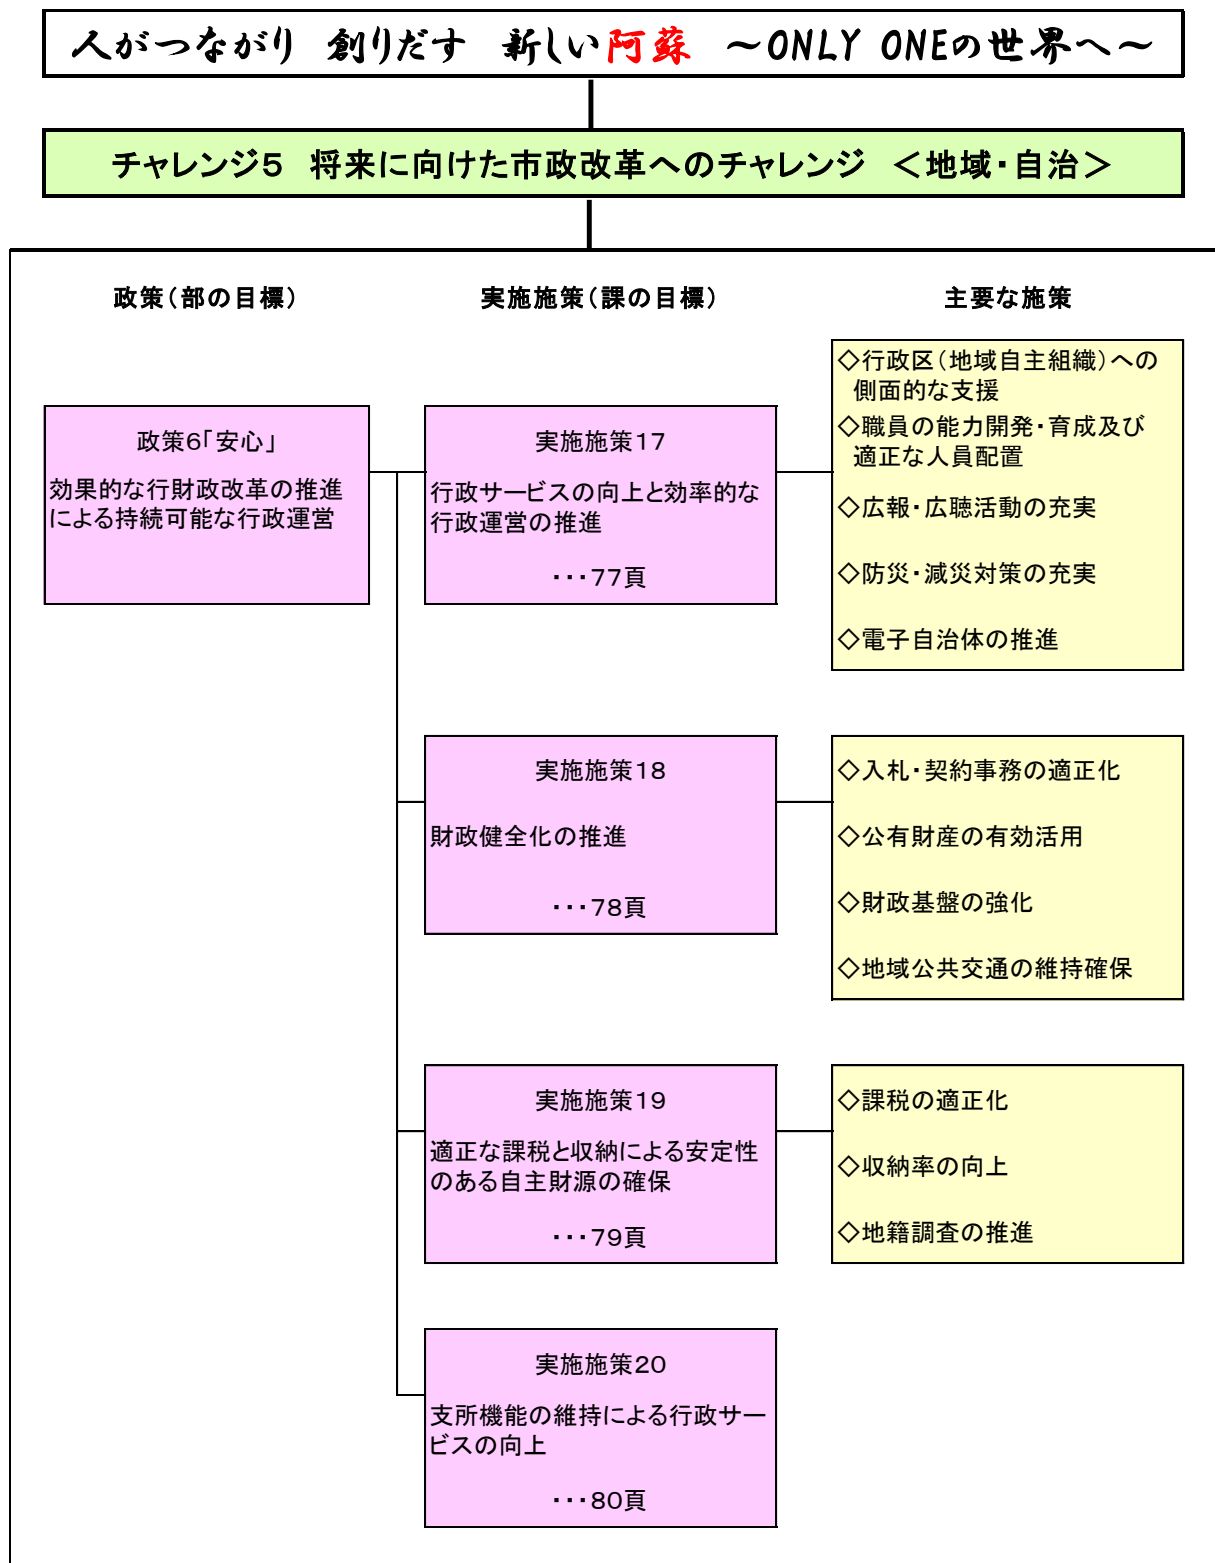 人がつながり 創りだす 新しい阿蘇 ～ONLY ONEの世界へ～
チャレンジ5 将来に向けた市政改革へのチャレンジ ＜地域・自治＞
政策（部の目標）
実施施策（課の目標）
主要な施策
政策6「安心」
効果的な行財政改革の推進
による持続可能な行政運営
実施施策17
行政サービスの向上と効率的な
行政運営の推進
・・・77頁
◇行政区（地域自主組織）への
側面的な支援
◇職員の能力開発・育成及び
適正な人員配置
◇広報・広聴活動の充実
◇防災・減災対策の充実
◇電子自治体の推進
実施施策18
財政健全化の推進
・・・78頁
◇入札・契約事務の適正化
◇公有財産の有効活用
◇財政基盤の強化
◇地域公共交通の維持確保
実施施策19
適正な課税と収納による安定性
のある自主財源の確保
・・・79頁
◇課税の適正化
◇収納率の向上
◇地籍調査の推進
実施施策20
支所機能の維持による行政サー
ビスの向上
・・・80頁